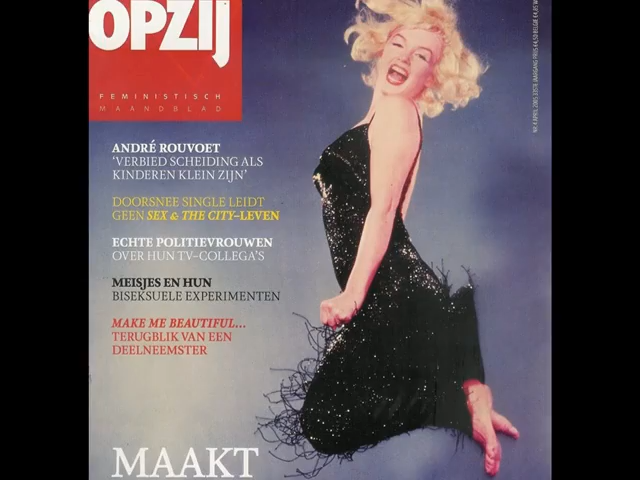 OPZIJ
FEMINISTISCH
MAANDBLAD
ANDRÉ ROUVOET
‘VERBIED SCHEIDING ALS
KINDEREN KLEIN ZIJN’
DOORSNEE SINGLE LEIDT
GEEN SEX & THE CITY–LEVEN
ECHTE POLITIEVROUWEN
OVER HUN TV–COLLEGA’S
MEISJES EN HUN
BISEKSUELE EXPERIMENTEN
MAKE ME BEAUTIFUL...
TERUGBLIK VAN EEN
DEELNEEMSTER
MAAKT